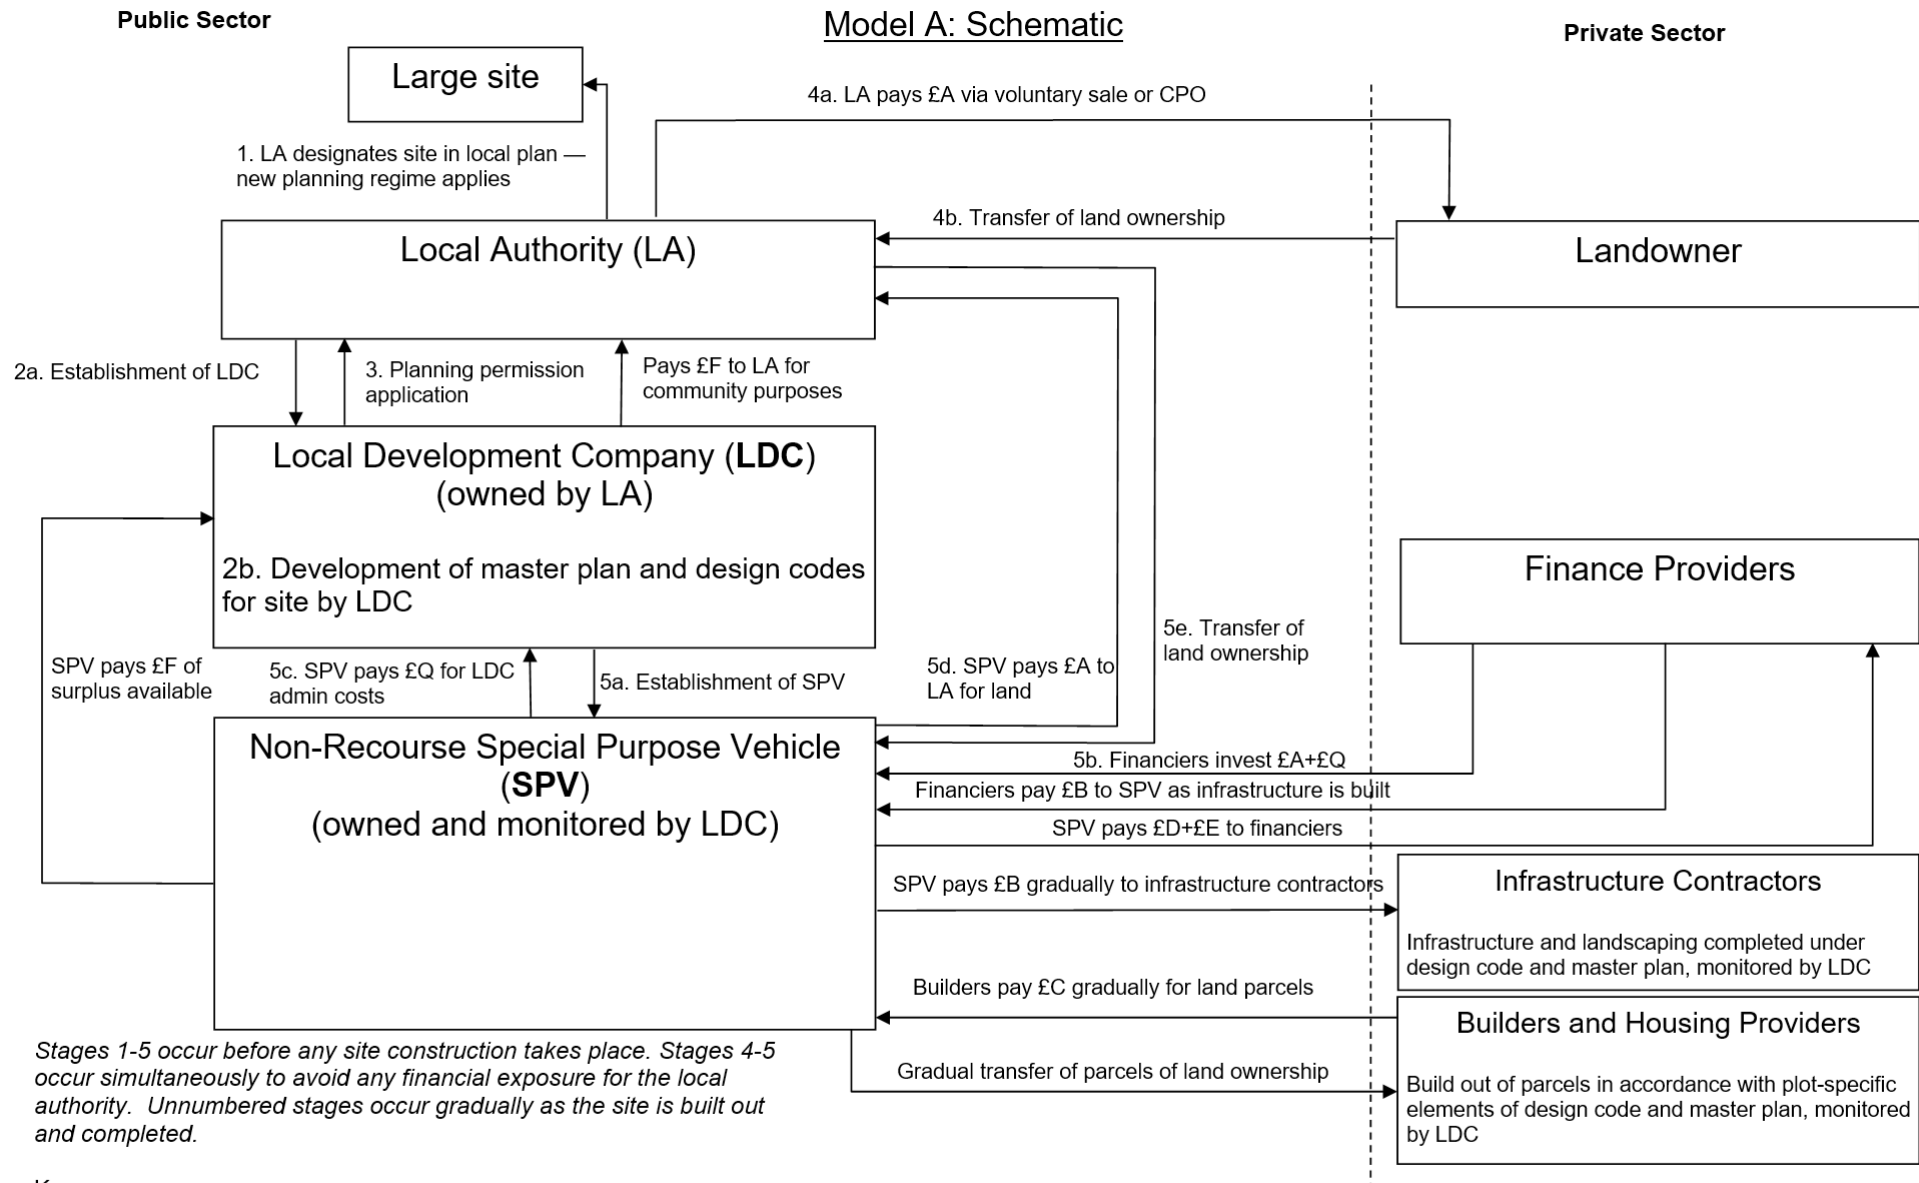 Public Sector
Model A: Schematic
Private Sector
Large site
4a. LA pays £A via voluntary sale or CPO
1. LA designates site in local plan —
new planning regime applies
4b. Transfer of land ownership
Local Authority (LA)
Landowner
2a. Establishment of LDC
3. Planning permission
application
Pays £F to LA for
community purposes
Local Development Company (LDC)
(owned by LA)
2b. Development of master plan and design codes
for site by LDC
Finance Providers
5e. Transfer of
land ownership
SPV pays £F of
surplus available
5c. SPV pays £Q for LDC
admin costs
5a. Establishment of SPV
5d. SPV pays £A to
LA for land
Non-Recourse Special Purpose Vehicle
(SPV)
(owned and monitored by LDC)
5b. Financiers invest £A+£Q
Financiers pay £B to SPV as infrastructure is built
SPV pays £D+£E to financiers
SPV pays £B gradually to infrastructure contractors
Infrastructure Contractors
Infrastructure and landscaping completed under
design code and master plan, monitored by LDC
Builders pay £C gradually for land parcels
Builders and Housing Providers
Build out of parcels in accordance with plot-specific
elements of design code and master plan, monitored
by LDC
Gradual transfer of parcels of land ownership
Stages 1-5 occur before any site construction takes place. Stages 4-5
occur simultaneously to avoid any financial exposure for the local
authority.  Unnumbered stages occur gradually as the site is built out
and completed.